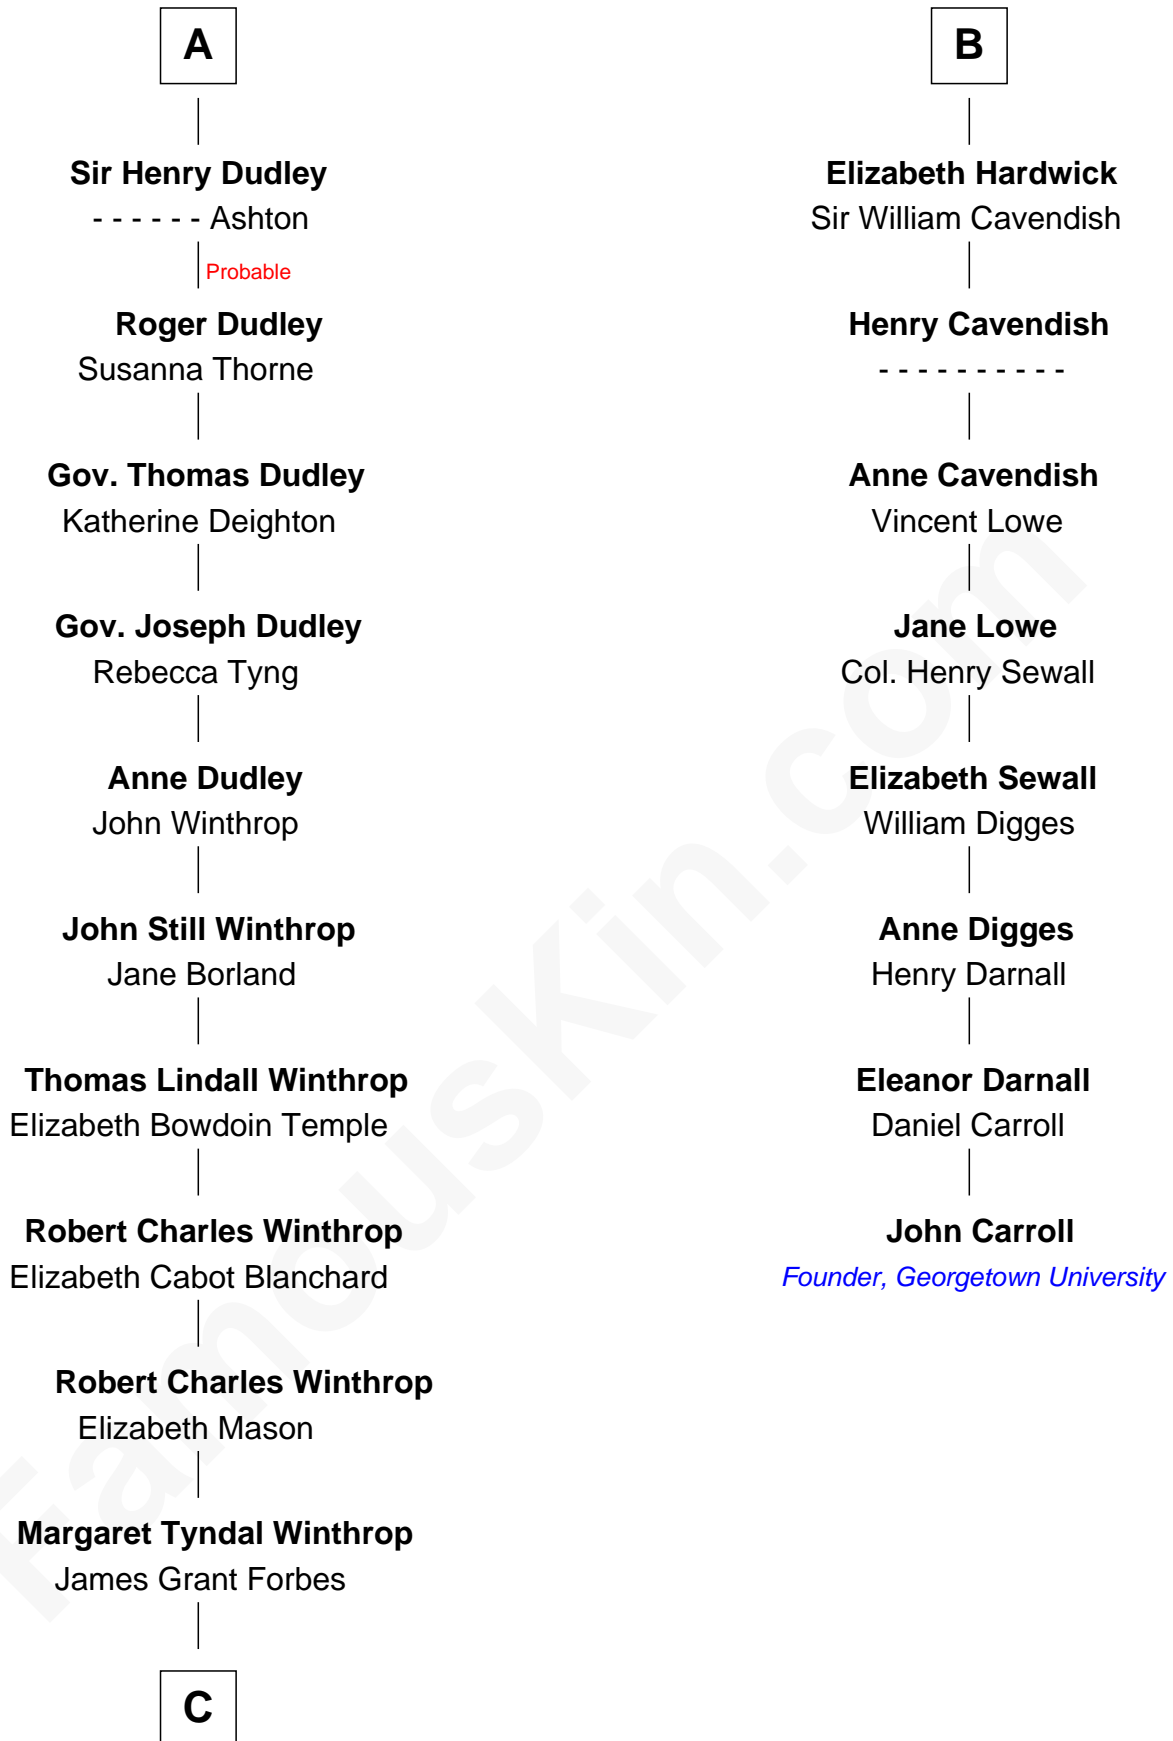 A
Sir Henry Dudley
- - - - - - Ashton
Probable
Roger Dudley
Susanna Thorne
Gov. Thomas Dudley
Katherine Deighton
Gov. Joseph Dudley
Rebecca Tyng
Anne Dudley
John Winthrop
John Still Winthrop
Jane Borland
Thomas Lindall Winthrop
Elizabeth Bowdoin Temple
Robert Charles Winthrop
Elizabeth Cabot Blanchard
Robert Charles Winthrop
Elizabeth Mason
Margaret Tyndal Winthrop
James Grant Forbes
C
B
Elizabeth Hardwick
Sir William Cavendish
Henry Cavendish
- - - - - - - - - -
Anne Cavendish
Vincent Lowe
Jane Lowe
Col. Henry Sewall
Elizabeth Sewall
William Digges
Anne Digges
Henry Darnall
Eleanor Darnall
Daniel Carroll
John Carroll
Founder, Georgetown University
FamousKin.com